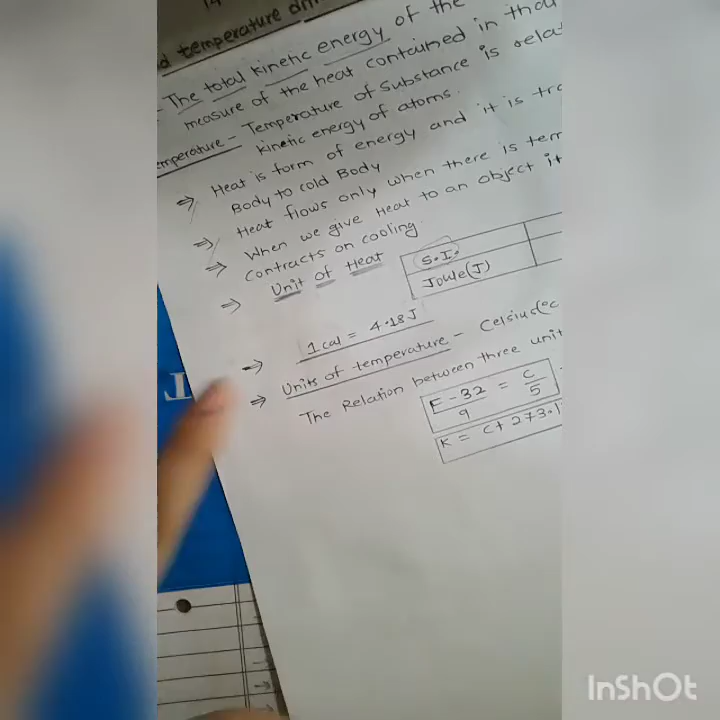 d temperature
- The total kinetic energy of the
measure of the heat contained in that
emperature - Temperature of Substance is rela
kinetic energy of atoms.
⇒ Heat is form of energy and it is tra
Body to cold Body
⇒ Heat flows only when there is tem
⇒ When we give Heat to an object it
contracts on cooling.
⇒ Unit of Heat
S.I.
Joule(J)
⇒ 1 cal = 4.18J
⇒ Units of temperature - Celsius(°C
The Relation between three unit
F-32/9 = C/5
K = C+273.1
InShOt